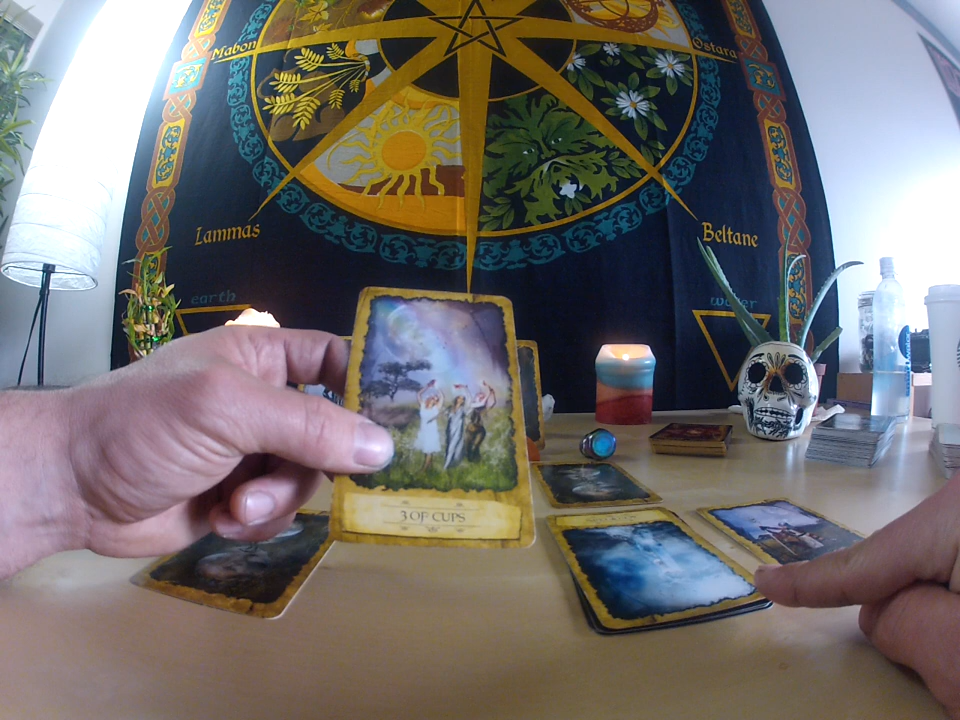 Mabon
Ostara
Lammas
Beltane
earth
water
3 OF CUPS